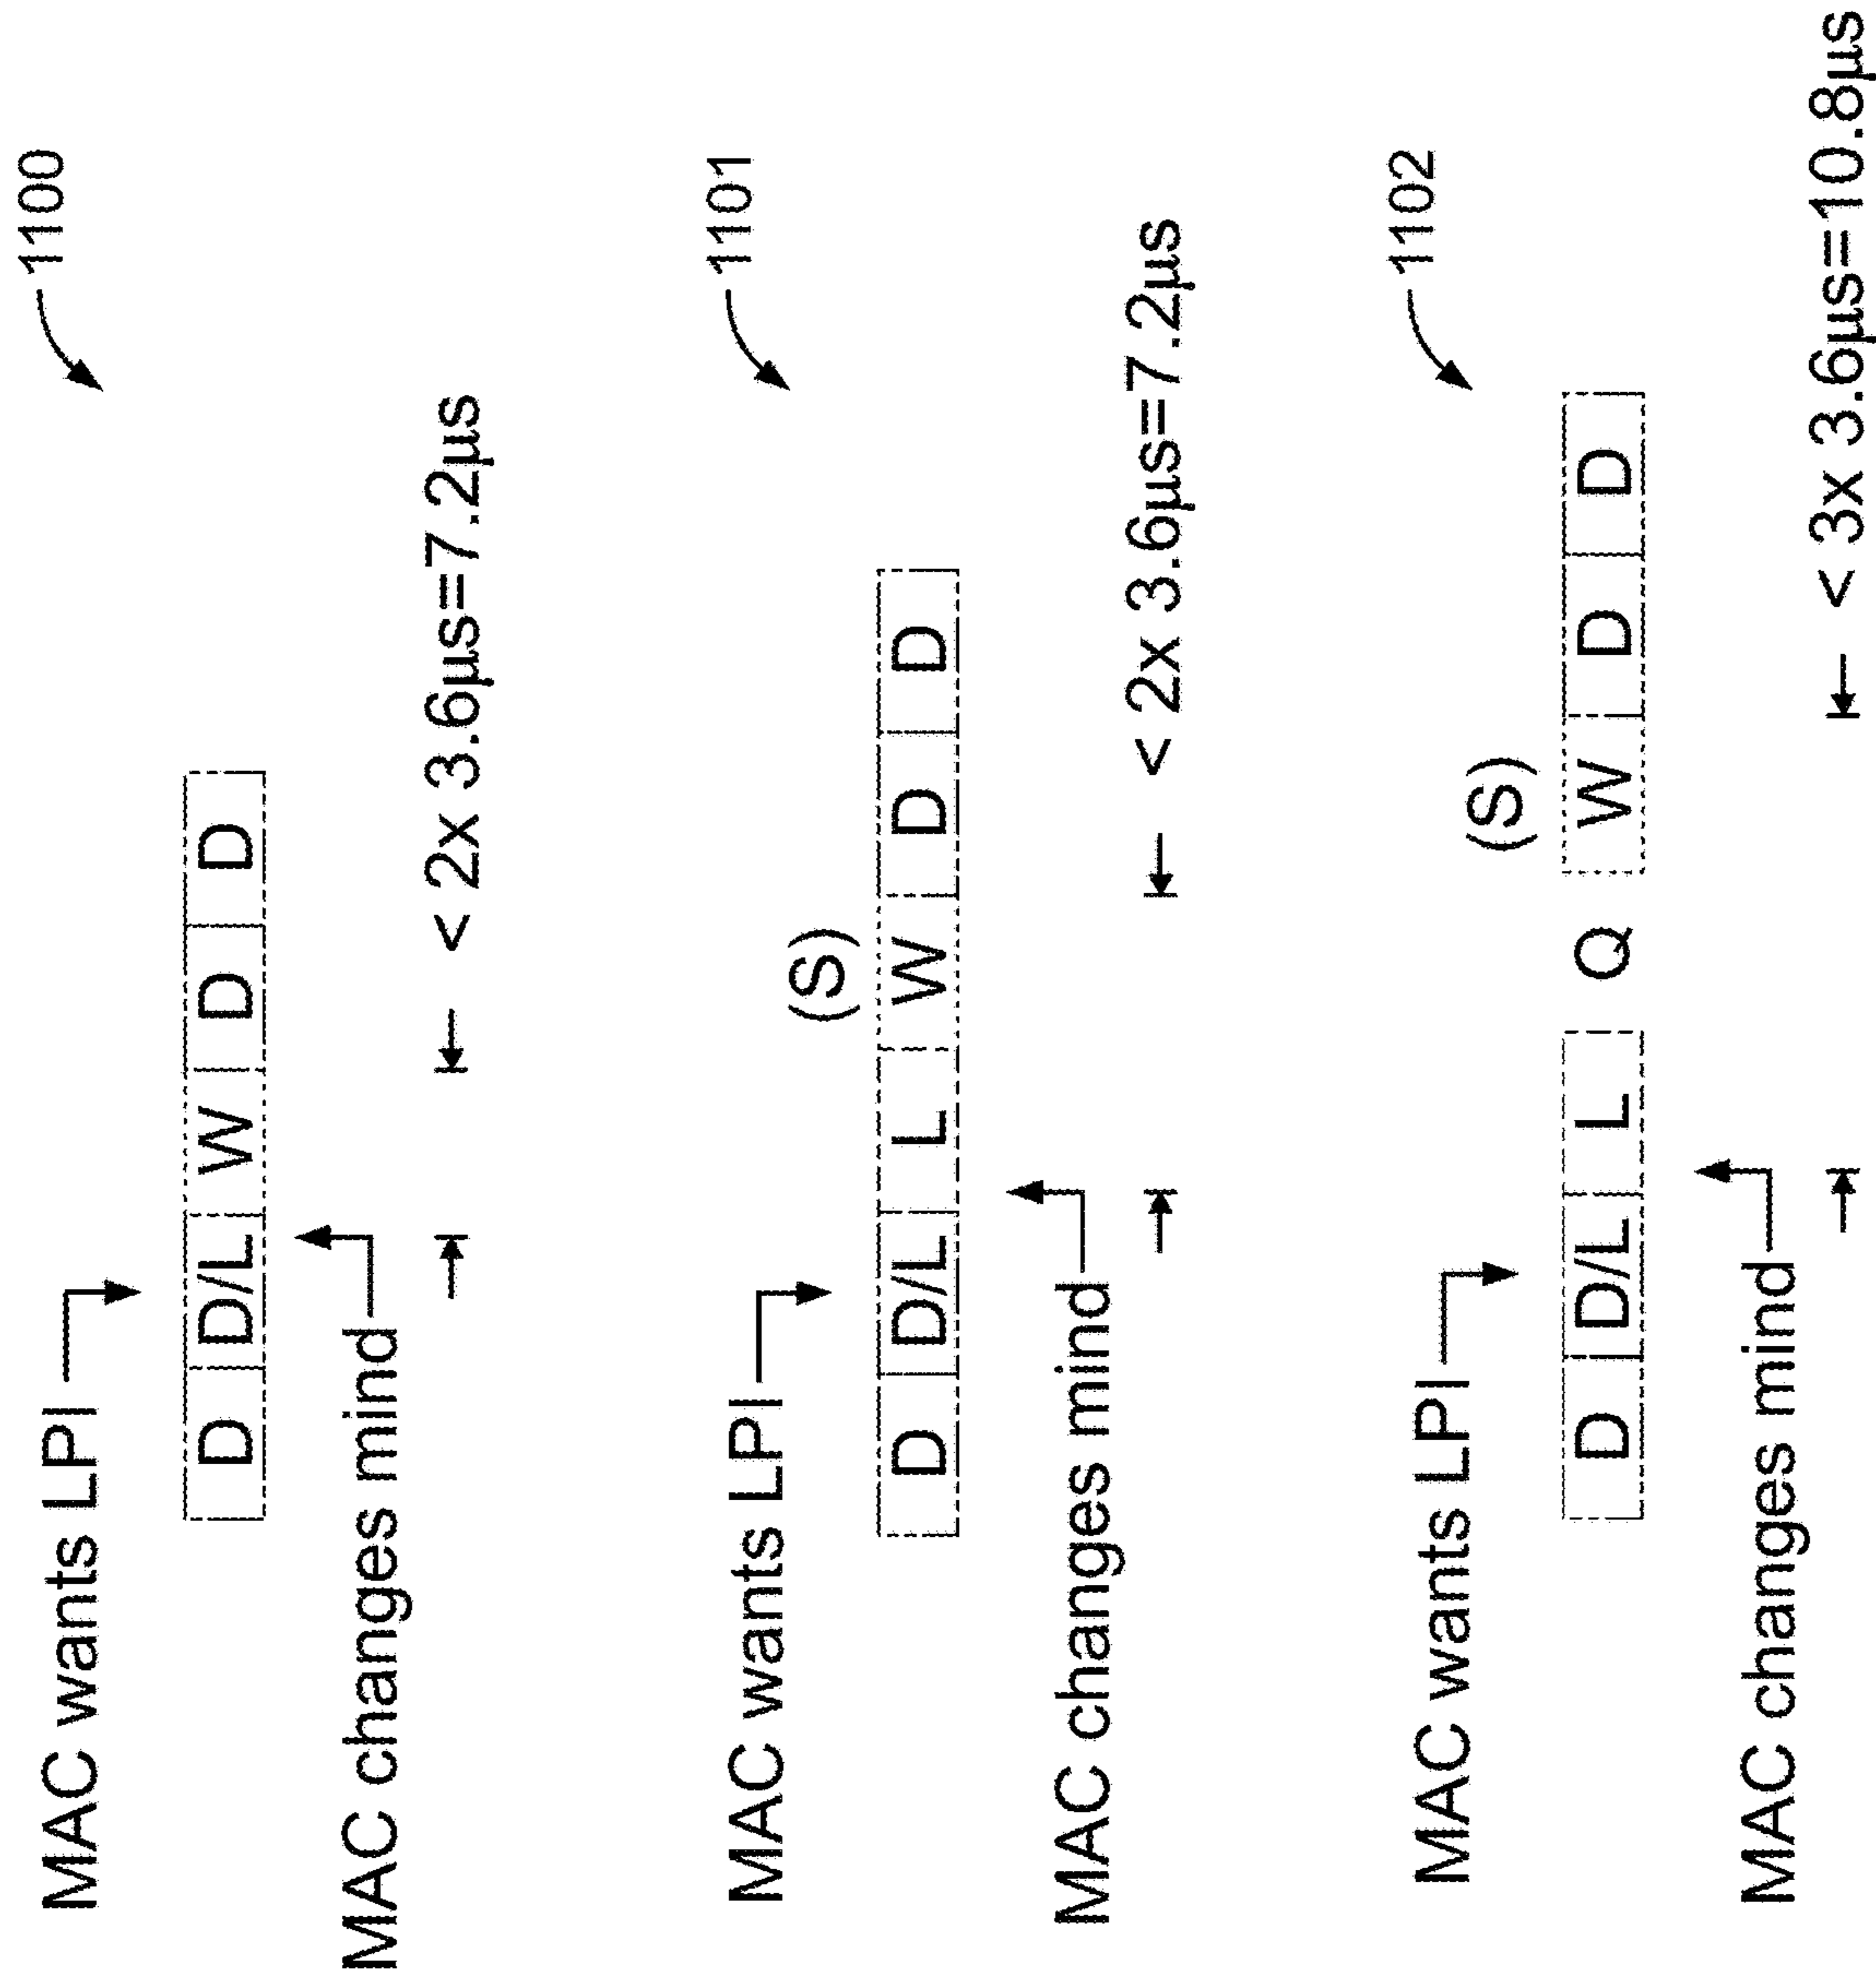 1100
MAC wants LPI
D D/L W D D
MAC changes mind
< 2x 3.6µs=7.2µs
1101
MAC wants LPI
(S)
D D/L L W D D
MAC changes mind
< 2x 3.6µs=7.2µs
1102
MAC wants LPI
(S)
D D/L L Q W D D
MAC changes mind
< 3x 3.6µs=10.8µs